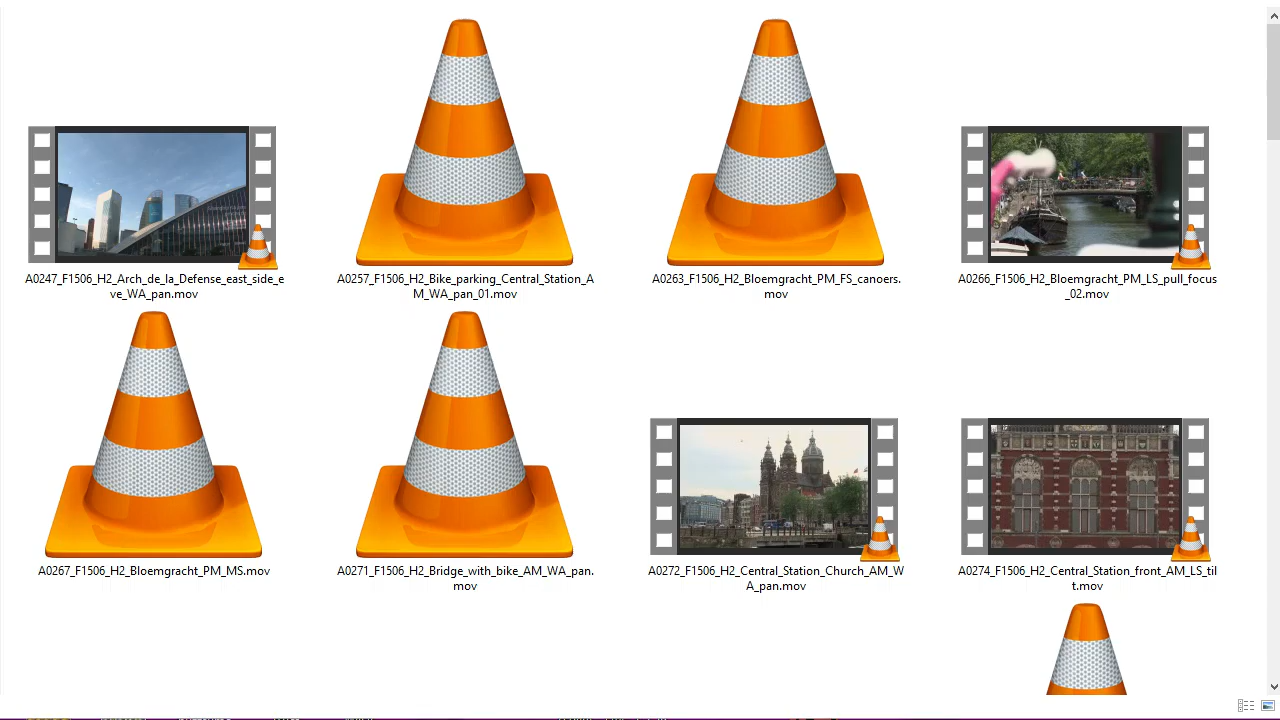 A0247_F1506_H2_Arch_de_la_Defense_east_side_e
ve_WA_pan.mov
A0257_F1506_H2_Bike_parking_Central_Station_A
M_WA_pan_01.mov
A0263_F1506_H2_Bloemgracht_PM_FS_canoers.
mov
A0266_F1506_H2_Bloemgracht_PM_LS_pull_focus
_02.mov
A0267_F1506_H2_Bloemgracht_PM_MS.mov
A0271_F1506_H2_Bridge_with_bike_AM_WA_pan.
mov
A0272_F1506_H2_Central_Station_Church_AM_W
A_pan.mov
A0274_F1506_H2_Central_Station_front_AM_LS_til
t.mov